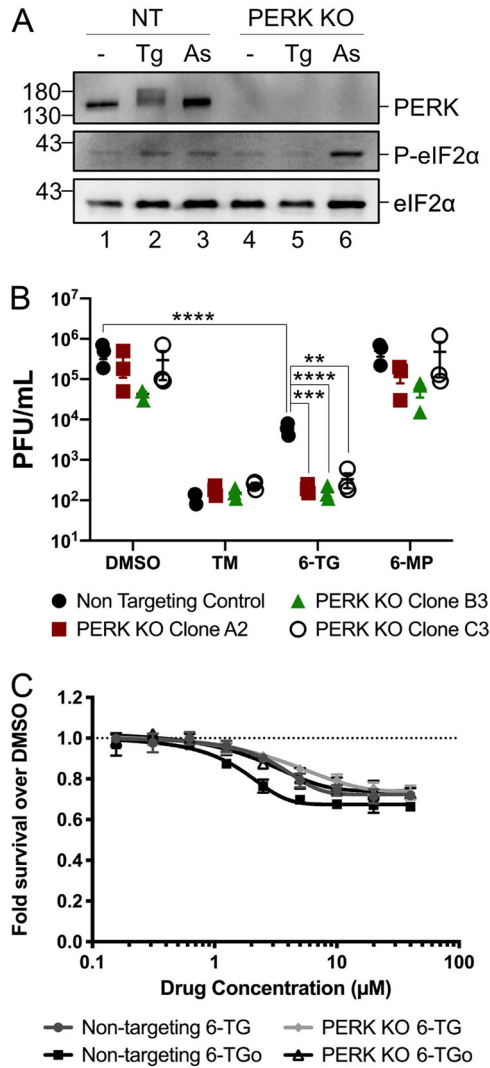 A
NT PERK KO
- Tg As - Tg As
180
130
PERK
43
P-eIF2α
43
eIF2α
1 2 3 4 5 6
B
PFU/mL
10⁷
10⁶
10⁵
10⁴
10³
10²
10¹
****
**
****
***
DMSO TM 6-TG 6-MP
Non Targeting Control PERK KO Clone B3
PERK KO Clone A2 PERK KO Clone C3
C
Fold survival over DMSO
1.2
1.0
0.8
0.6
0.4
0.2
0.0
0.1 1 10 100
Drug Concentration (µM)
Non-targeting 6-TG PERK KO 6-TG
Non-targeting 6-TGo PERK KO 6-TGo